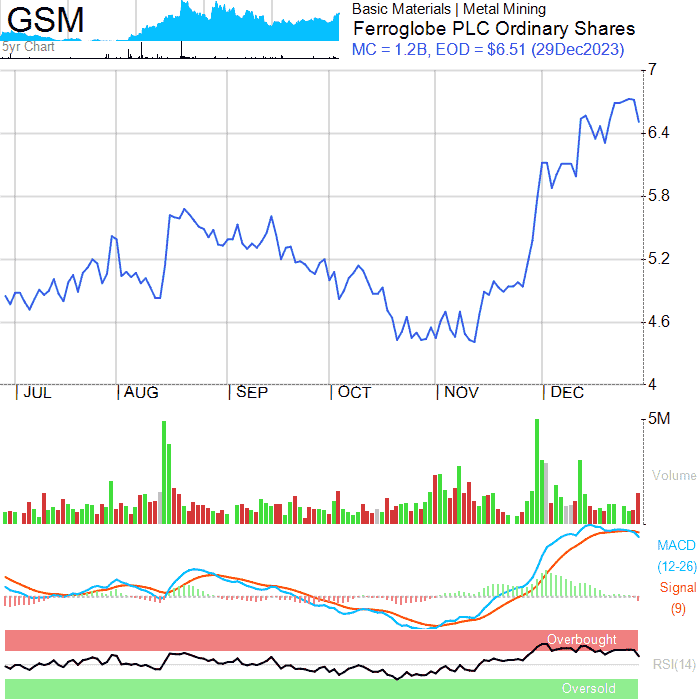 GSM
5yr Chart
Basic Materials | Metal Mining
Ferroglobe PLC Ordinary Shares
MC = 1.2B, EOD = $6.51 (29Dec2023)
7
6.4
5.8
5.2
4.6
4
| JUL | AUG | SEP | OCT | NOV | DEC
5M
Volume
MACD
(12-26)
Signal
(9)
Overbought
RSI(14)
Oversold